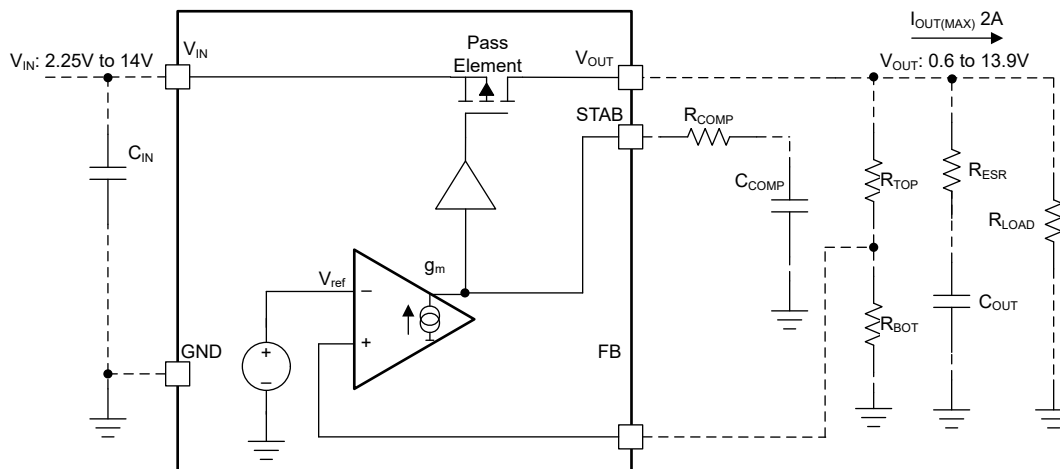 I_OUT(MAX) 2A
V_IN: 2.25V to 14V
V_IN
Pass
Element
V_OUT
V_OUT: 0.6 to 13.9V
STAB
R_COMP
C_IN
C_COMP
R_TOP
R_ESR
R_LOAD
g_m
V_ref
−
+
+
−
GND
FB
R_BOT
C_OUT